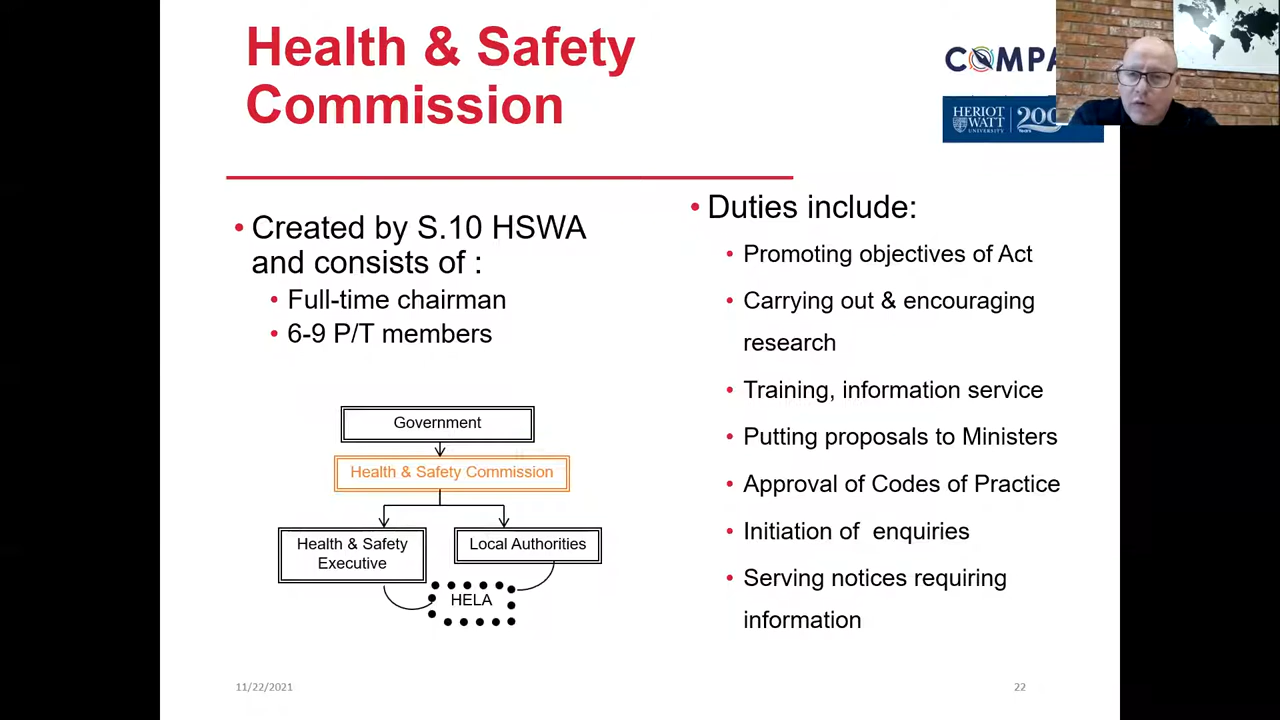 Health & Safety
Commission
COMPA
HERIOT
WATT
UNIVERSITY
200
Years
• Created by S.10 HSWA
and consists of :
• Full-time chairman
• 6-9 P/T members
Government
Health & Safety Commission
Health & Safety
Executive
Local Authorities
HELA
• Duties include:
• Promoting objectives of Act
• Carrying out & encouraging
research
• Training, information service
• Putting proposals to Ministers
• Approval of Codes of Practice
• Initiation of  enquiries
• Serving notices requiring
information
11/22/2021
22